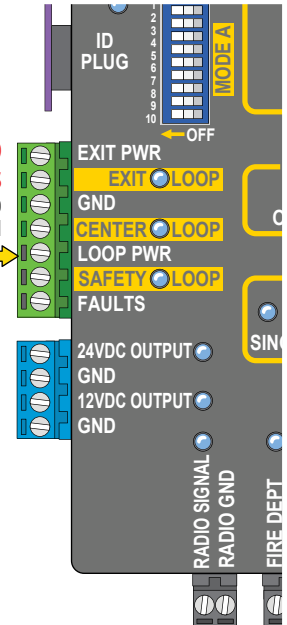 1
2
3
4
5
6
7
8
9
10
ID
PLUG
MODE A
OFF
EXIT PWR
EXIT LOOP
GND
CENTER LOOP
LOOP PWR
SAFETY LOOP
FAULTS
24VDC OUTPUT
GND
12VDC OUTPUT
GND
RADIO SIGNAL
RADIO GND
FIRE DEPT